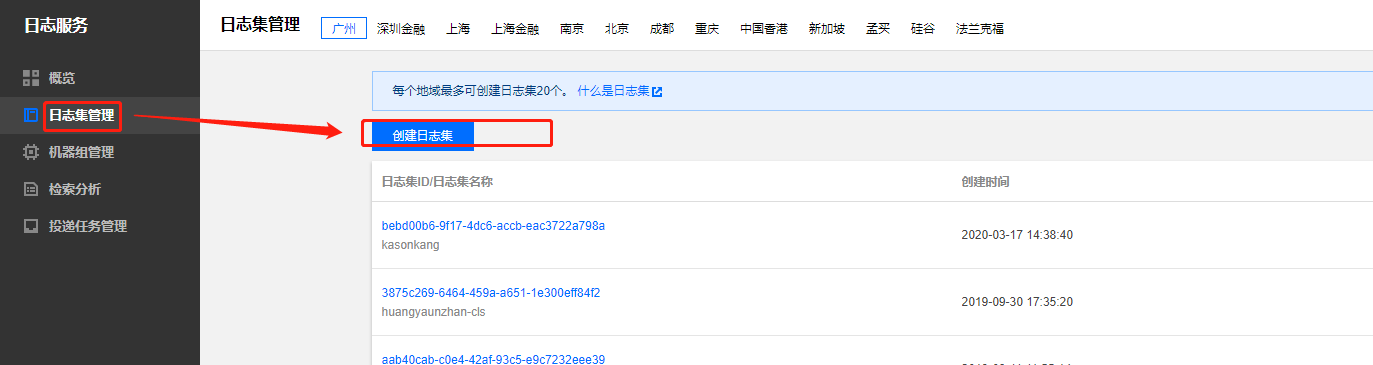 日志服务
概览
日志集管理
机器组管理
检索分析
投递任务管理
日志集管理 广州 深圳金融 上海 上海金融 南京 北京 成都 重庆 中国香港 新加坡 孟买 硅谷 法兰克福
每个地域最多可创建日志集20个。 什么是日志集
创建日志集
日志集ID/日志集名称 创建时间
bebd00b6-9f17-4dc6-accb-eac3722a798a
kasonkang
2020-03-17 14:38:40
3875c269-6464-459a-a651-1e300eff84f2
huangyaunzhan-cls
2019-09-30 17:35:20
aab40cab-c0e4-42af-93c5-e9c7232eee39